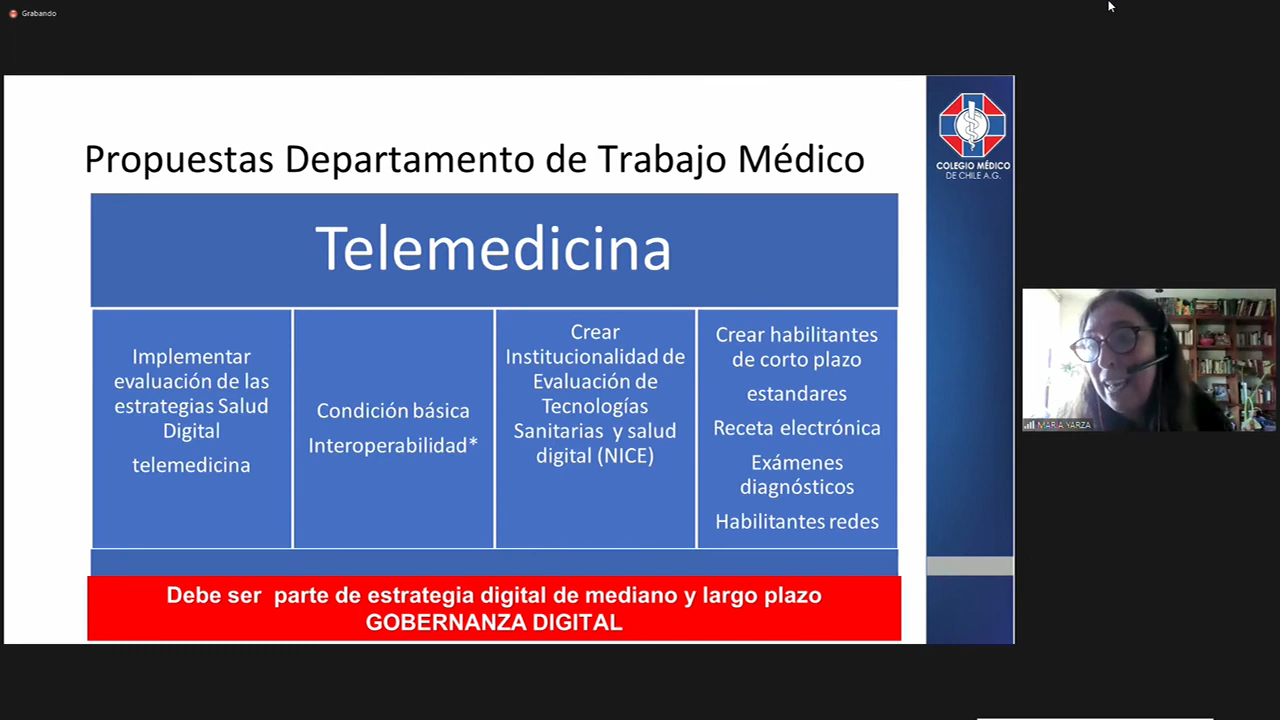 Grabando
Propuestas Departamento de Trabajo Médico
COLEGIO MÉDICO
DE CHILE A.G.
Telemedicina
Implementar
evaluación de las
estrategias Salud
Digital
telemedicina
Condición básica
Interoperabilidad*
Crear
Institucionalidad de
Evaluación de
Tecnologías
Sanitarias y salud
digital (NICE)
Crear habilitantes
de corto plazo
estandares
Receta electrónica
Exámenes
diagnósticos
Habilitantes redes
Debe ser parte de estrategia digital de mediano y largo plazo
GOBERNANZA DIGITAL
MARIA YARZA